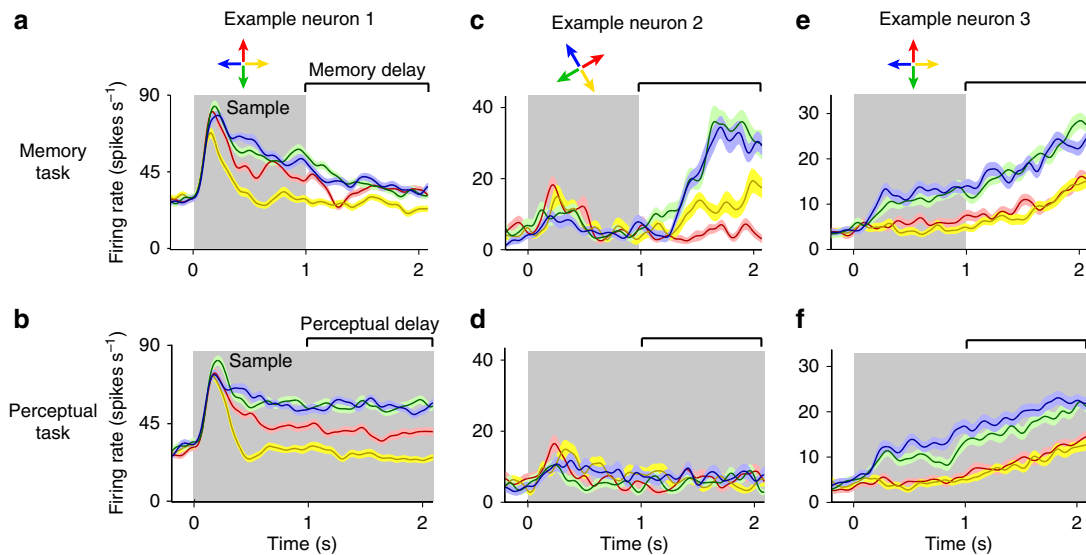 a
Example neuron 1
c
Example neuron 2
e
Example neuron 3
Memory delay
Memory
task
Firing rate (spikes s⁻¹)
90
45
0
Sample
0
1
2
40
20
0
0
1
2
30
20
10
0
0
1
2
b
Perceptual delay
d
f
Perceptual
task
Firing rate (spikes s⁻¹)
90
45
0
Sample
0
1
2
Time (s)
40
20
0
0
1
2
Time (s)
30
20
10
0
0
1
2
Time (s)